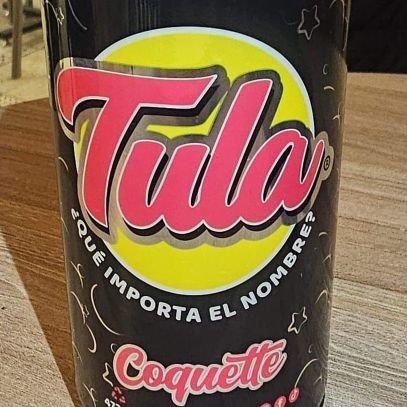 Tula®
¿QUÉ IMPORTA EL NOMBRE?
Coquette